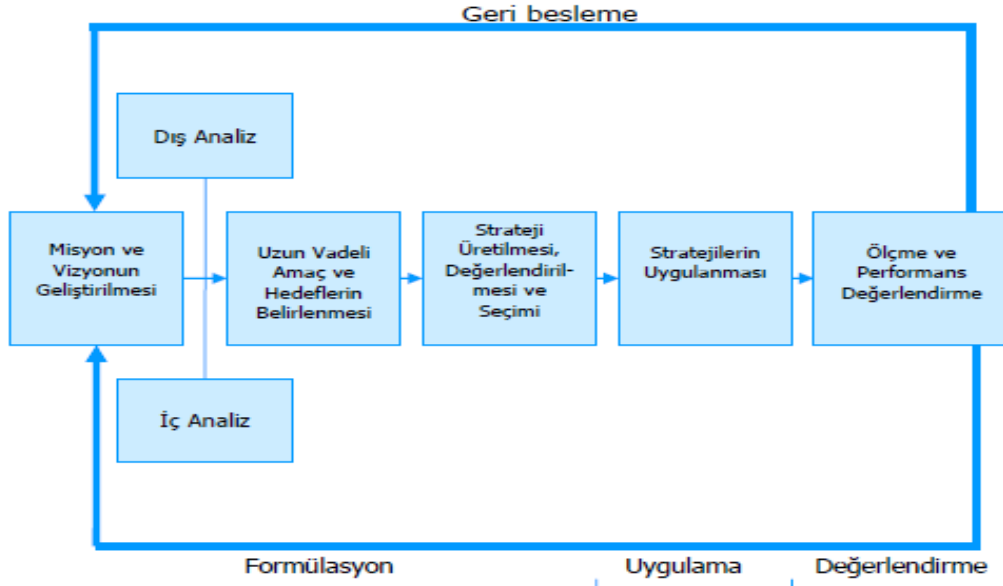 Geri besleme
Dış Analiz
Misyon ve
Vizyonun
Geliştirilmesi
Uzun Vadeli
Amaç ve
Hedeflerin
Belirlenmesi
Strateji
Üretilmesi,
Değerlendiril-
mesi ve
Seçimi
Stratejilerin
Uygulanması
Ölçme ve
Performans
Değerlendirme
İç Analiz
Formülasyon
Uygulama
Değerlendirme